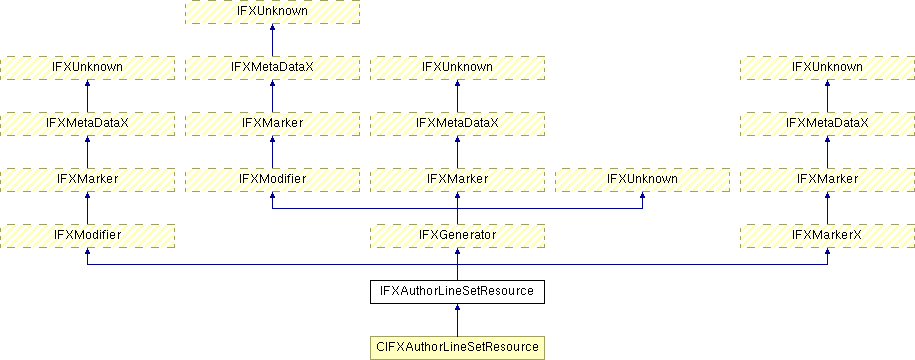 IFXUnknown
IFXUnknown IFXMetaDataX IFXUnknown IFXUnknown
IFXMetaDataX IFXMarker IFXMetaDataX IFXMetaDataX
IFXMarker IFXModifier IFXMarker IFXUnknown IFXMarker
IFXModifier IFXGenerator IFXMarkerX
IFXAuthorLineSetResource
CIFXAuthorLineSetResource